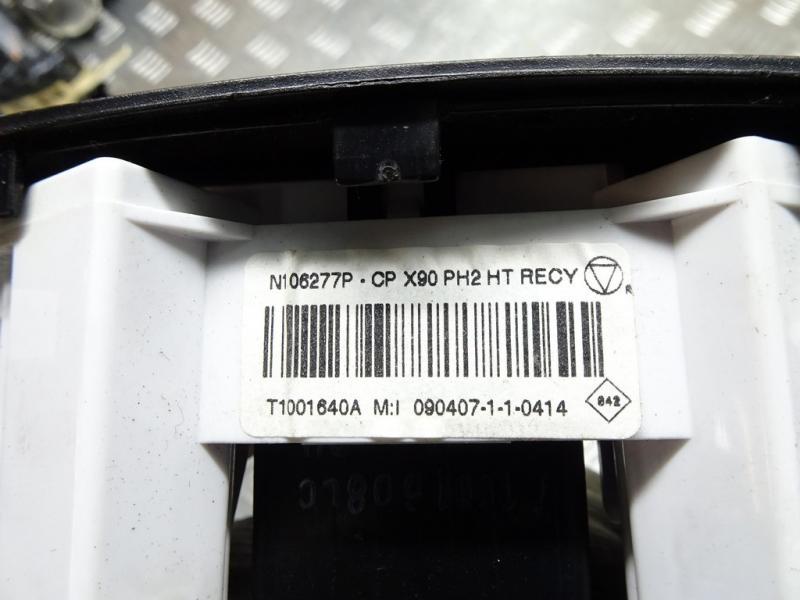 N106277P - CP X90 PH2 HT RECY
R
T1001640A M:I 090407-1-1-0414
842